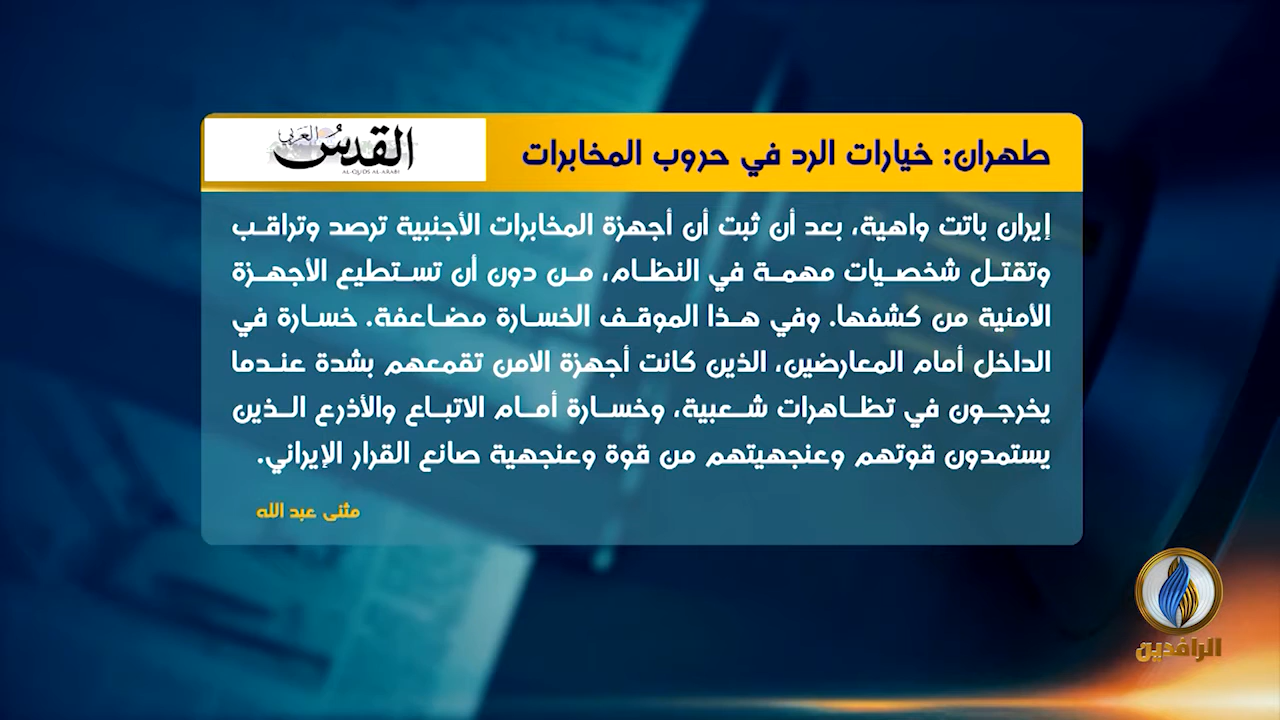 طهران: خيارات الرد في حروب المخابرات
القدس العربي
AL-QUDS AL-ARABI
إيران باتت واهية، بعد أن ثبت أن أجهزة المخابرات الأجنبية ترصد وتراقب
وتقتل شخصيات مهمة في النظام، من دون أن تستطيع الأجهزة
الأمنية من كشفها. وفي هذا الموقف الخسارة مضاعفة. خسارة في
الداخل أمام المعارضين، الذين كانت أجهزة الامن تقمعهم بشدة عندما
يخرجون في تظاهرات شعبية، وخسارة أمام الاتباع والأذرع الذين
يستمدون قوتهم وعنجهيتهم من قوة وعنجهية صانع القرار الإيراني.
مثنى عبد الله
الرافدين